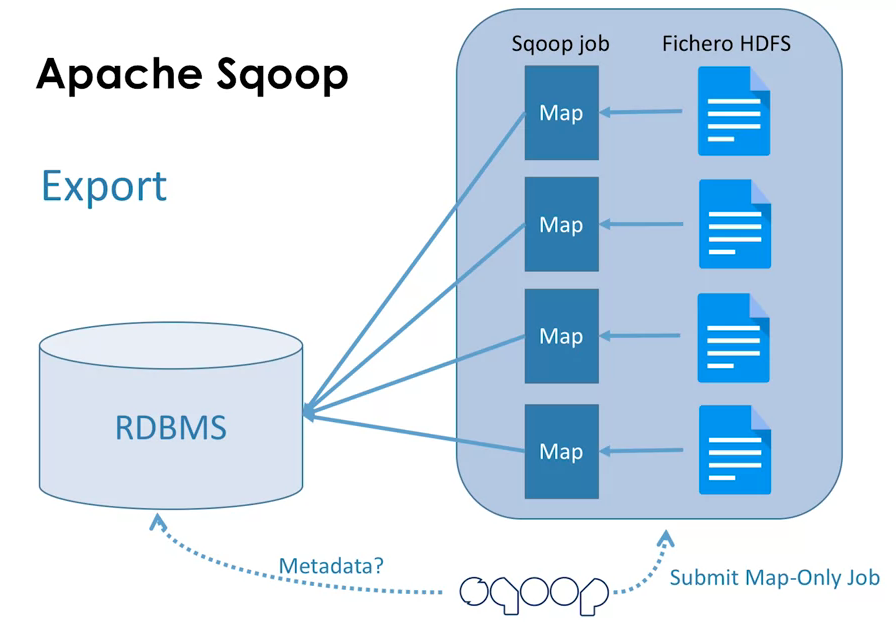 Apache Sqoop
Export
Sqoop job
Fichero HDFS
Map
Map
Map
Map
RDBMS
Metadata?
sqoop
Submit Map-Only Job